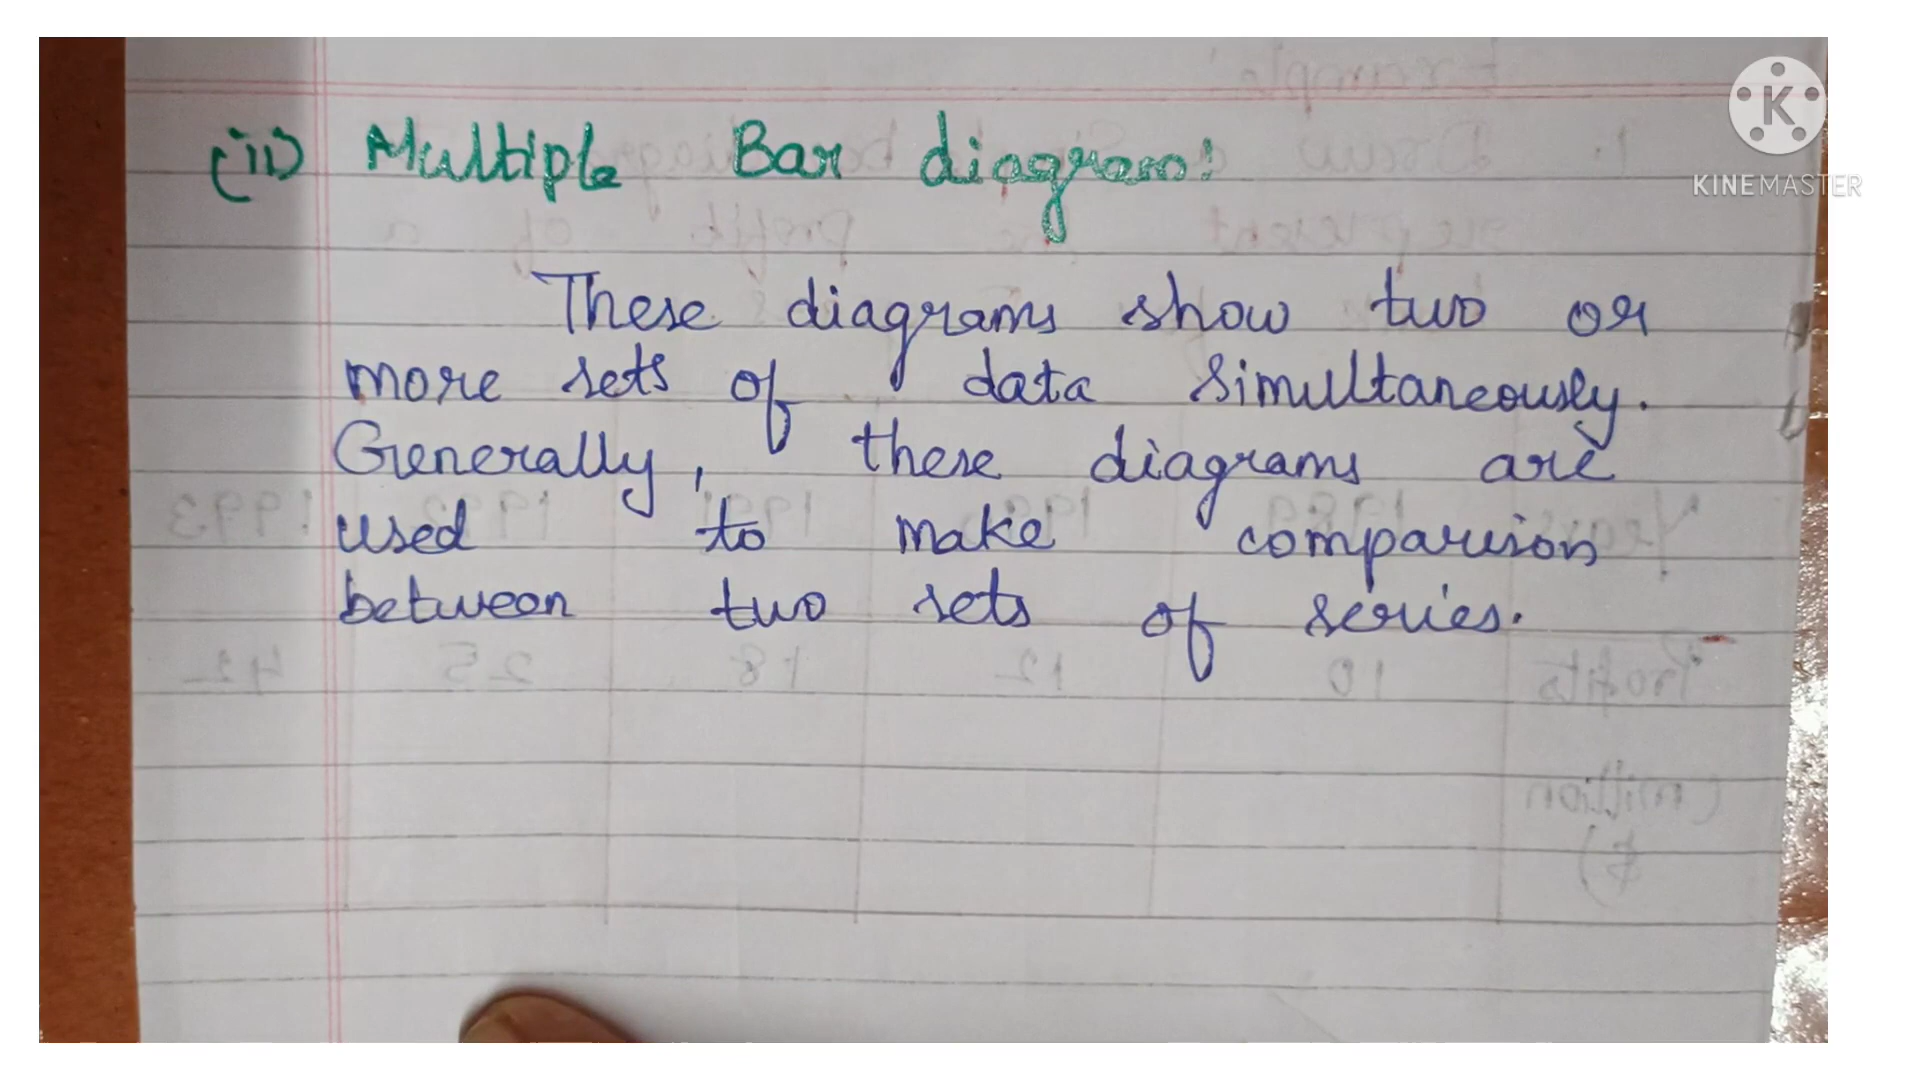 (ii) Multiple Bar diagram:
These diagrams show two or
more sets of data simultaneously.
Generally, these diagrams are
used to make comparision
between two sets of series.
KINEMASTER